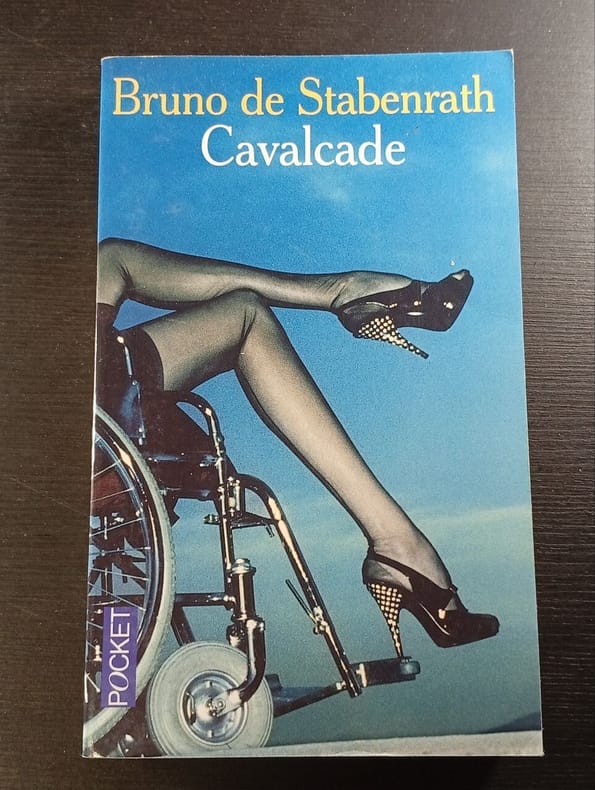 Bruno de Stabenrath
Cavalcade
POCKET